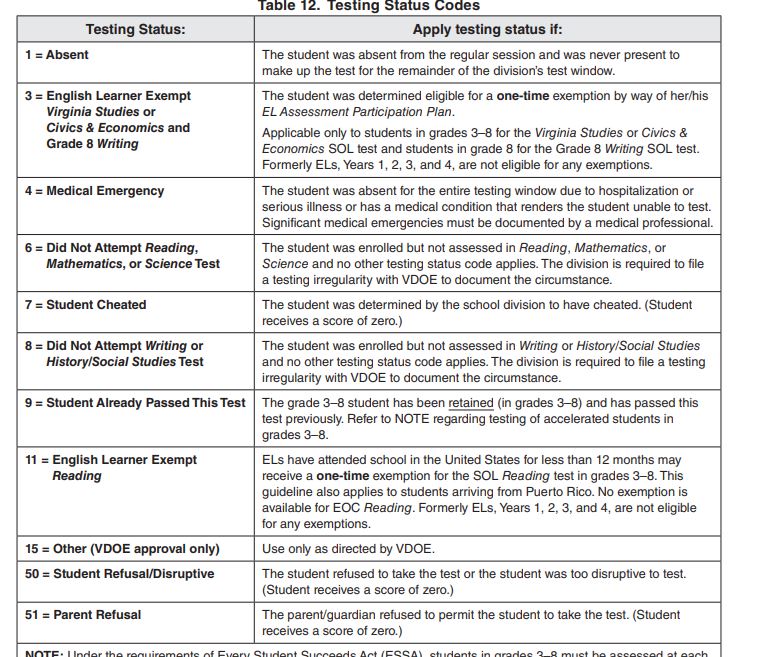 Table 12. Testing Status Codes
Testing Status:
Apply testing status if:
1 = Absent
The student was absent from the regular session and was never present to
make up the test for the remainder of the division's test window.
3 = English Learner Exempt
Virginia Studies or
Civics & Economics and
Grade 8 Writing
The student was determined eligible for a one-time exemption by way of her/his
EL Assessment Participation Plan.
Applicable only to students in grades 3–8 for the Virginia Studies or Civics &
Economics SOL test and students in grade 8 for the Grade 8 Writing SOL test.
Formerly ELs, Years 1, 2, 3, and 4, are not eligible for any exemptions.
4 = Medical Emergency
The student was absent for the entire testing window due to hospitalization or
serious illness or has a medical condition that renders the student unable to test.
Significant medical emergencies must be documented by a medical professional.
6 = Did Not Attempt Reading,
Mathematics, or Science Test
The student was enrolled but not assessed in Reading, Mathematics, or
Science and no other testing status code applies. The division is required to file
a testing irregularity with VDOE to document the circumstance.
7 = Student Cheated
The student was determined by the school division to have cheated. (Student
receives a score of zero.)
8 = Did Not Attempt Writing or
History/Social Studies Test
The student was enrolled but not assessed in Writing or History/Social Studies
and no other testing status code applies. The division is required to file a testing
irregularity with VDOE to document the circumstance.
9 = Student Already Passed This Test
The grade 3–8 student has been retained (in grades 3–8) and has passed this
test previously. Refer to NOTE regarding testing of accelerated students in
grades 3–8.
11 = English Learner Exempt
Reading
ELs have attended school in the United States for less than 12 months may
receive a one-time exemption for the SOL Reading test in grades 3–8. This
guideline also applies to students arriving from Puerto Rico. No exemption is
available for EOC Reading. Formerly ELs, Years 1, 2, 3, and 4, are not eligible
for any exemptions.
15 = Other (VDOE approval only)
Use only as directed by VDOE.
50 = Student Refusal/Disruptive
The student refused to take the test or the student was too disruptive to test.
(Student receives a score of zero.)
51 = Parent Refusal
The parent/guardian refused to permit the student to take the test. (Student
receives a score of zero.)
NOTE: Under the requirements of Every Student Succeeds Act (ESSA), students in grades 3–8 must be assessed at each